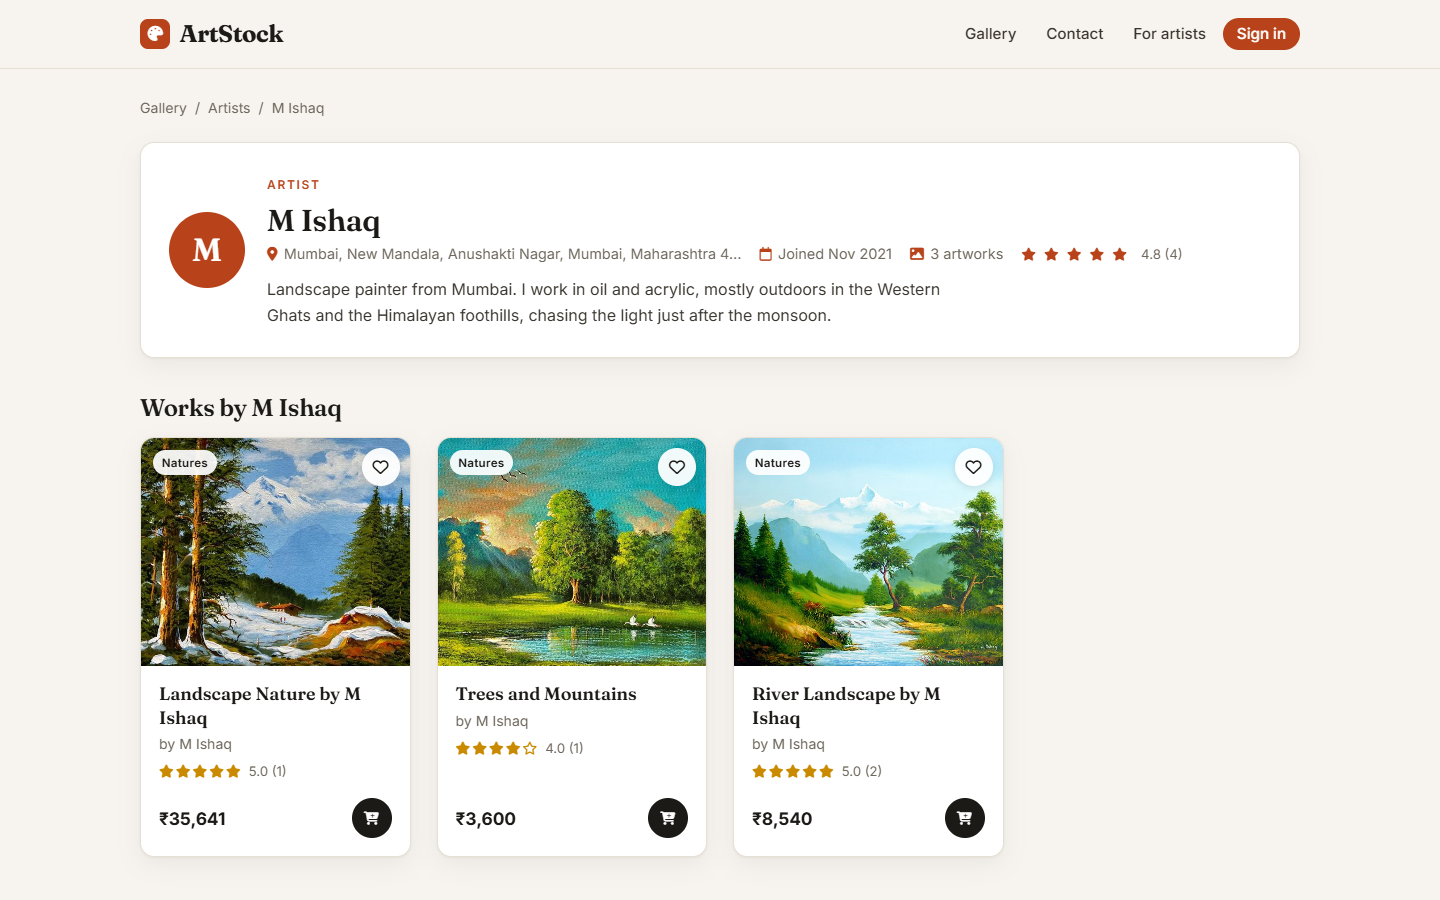 ArtStock
Gallery
Contact
For artists
Sign in
Gallery / Artists / M Ishaq
M
ARTIST
M Ishaq
Mumbai, New Mandala, Anushakti Nagar, Mumbai, Maharashtra 4...
Joined Nov 2021
3 artworks
4.8 (4)
Landscape painter from Mumbai. I work in oil and acrylic, mostly outdoors in the Western
Ghats and the Himalayan foothills, chasing the light just after the monsoon.
Works by M Ishaq
Natures
Landscape Nature by M
Ishaq
by M Ishaq
5.0 (1)
₹35,641
Natures
Trees and Mountains
by M Ishaq
4.0 (1)
₹3,600
Natures
River Landscape by M
Ishaq
by M Ishaq
5.0 (2)
₹8,540